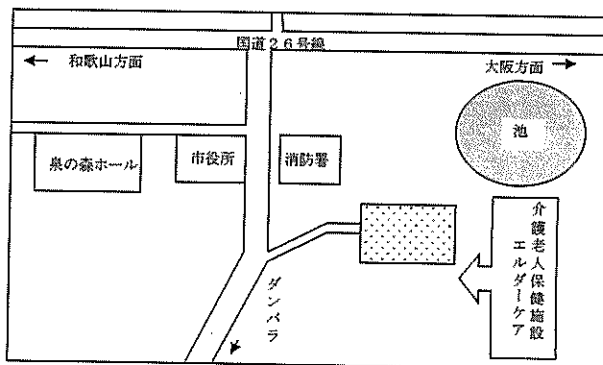 国道26号線
← 和歌山方面
大阪方面 →
池
泉の森ホール
市役所
消防署
介護老人保健施設
エルダーケア
ダンバラ